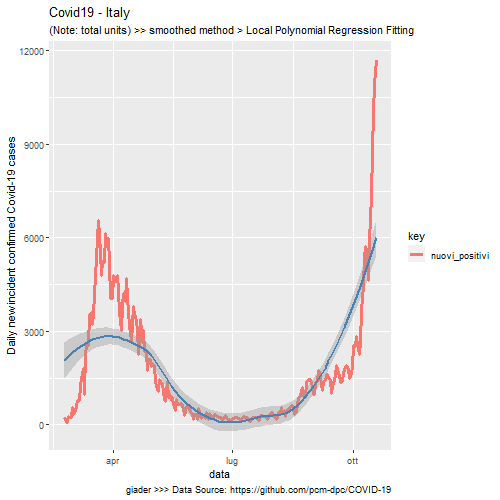 Covid19 - Italy
(Note: total units) >> smoothed method > Local Polynomial Regression Fitting
Daily new incident confirmed Covid-19 cases
12000
9000
6000
3000
0
apr
lug
ott
data
key
nuovi_positivi
giader >>> Data Source: https://github.com/pcm-dpc/COVID-19